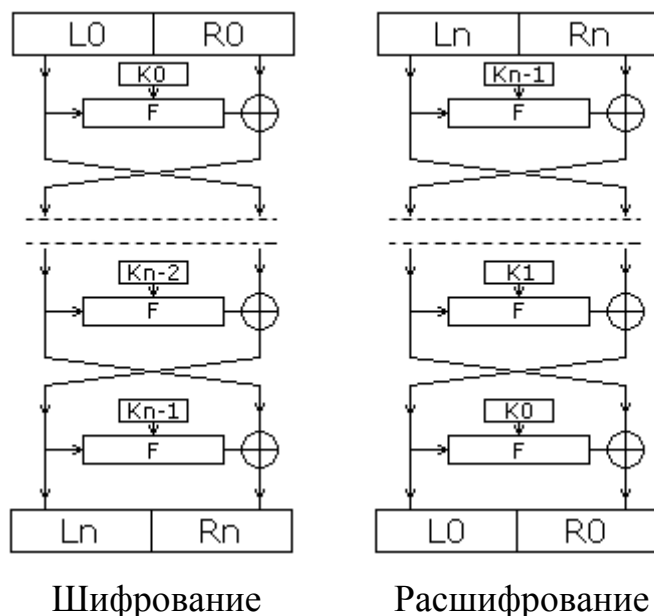 L0 R0
K0
F
Kn-2
F
Kn-1
F
Ln Rn
Шифрование
Ln Rn
Kn-1
F
K1
F
K0
F
L0 R0
Расшифрование